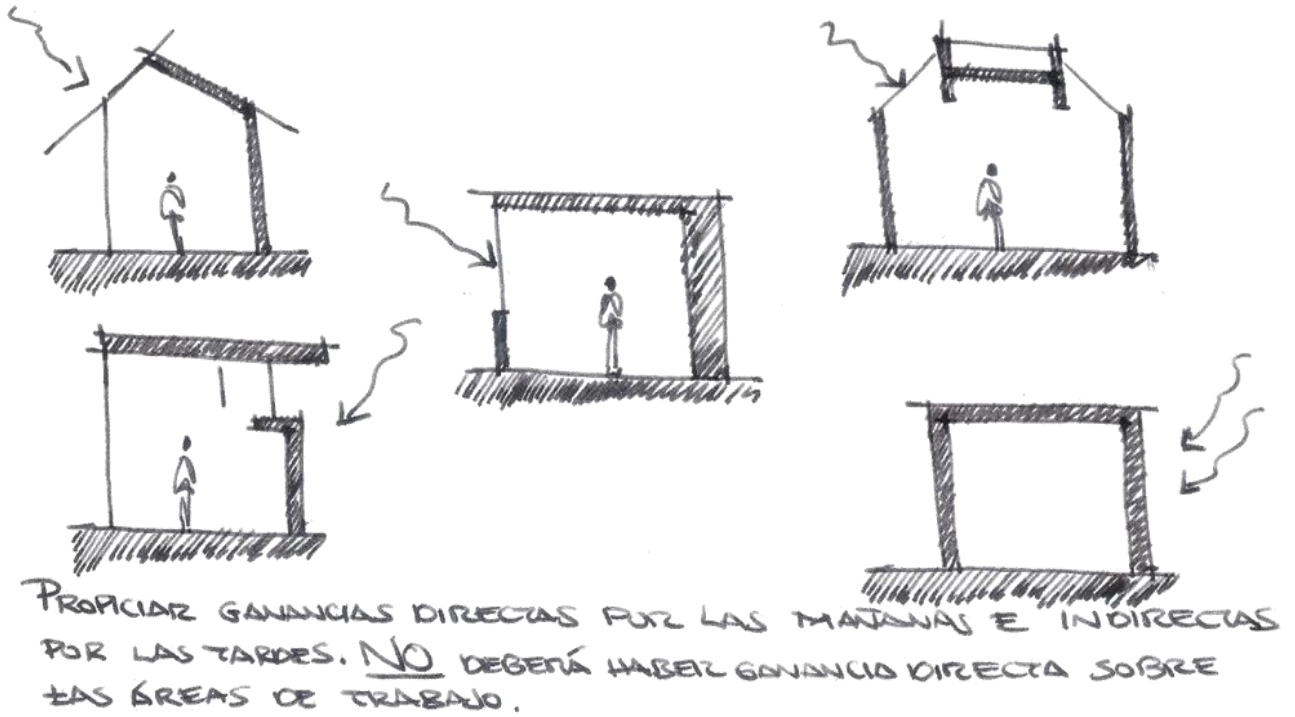 PROPICIAR GANANCIAS DIRECTAS POR LAS MAÑANAS E INDIRECTAS
POR LAS TARDES. NO DEBERÁ HABER GANANCIA DIRECTA SOBRE
LAS ÁREAS DE TRABAJO.